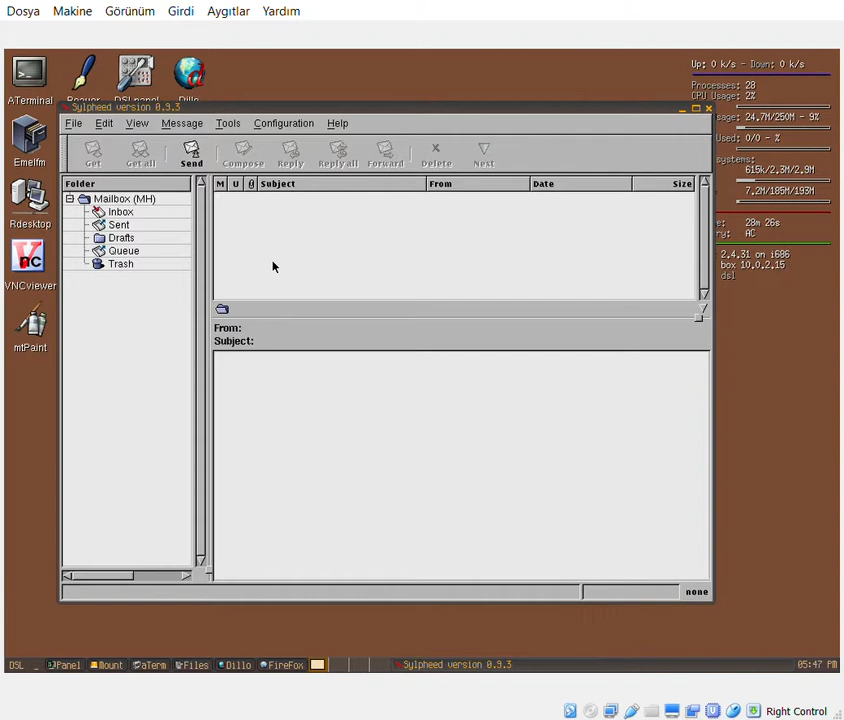 Dosya Makine Görünüm Girdi Aygıtlar Yardım
Up: 0 k/s - Down: 0 k/s
Processes: 28
CPU Usage: 2%
sage: 24.7M/250M - 9%
Used: 0/0 - %
systems:
615k/2.3M/2.9M
7.2M/185M/193M
e: 28m 26s
ry: AC
2.4.31 on i686
box 10.0.2.15
dsl
ATerminal
Dillo
Emelfm
Rdesktop
VNCviewer
mtPaint
Sylpheed version 0.9.3
File Edit View Message Tools Configuration Help
Get Get all Send Compose Reply Reply all Forward Delete Next
Folder
Mailbox (MH)
Inbox
Sent
Drafts
Queue
Trash
M U Subject From Date Size
From:
Subject:
none
DSL Panel Mount aTerm Files Dillo FireFox Sylpheed version 0.9.3 05:47 PM
Right Control